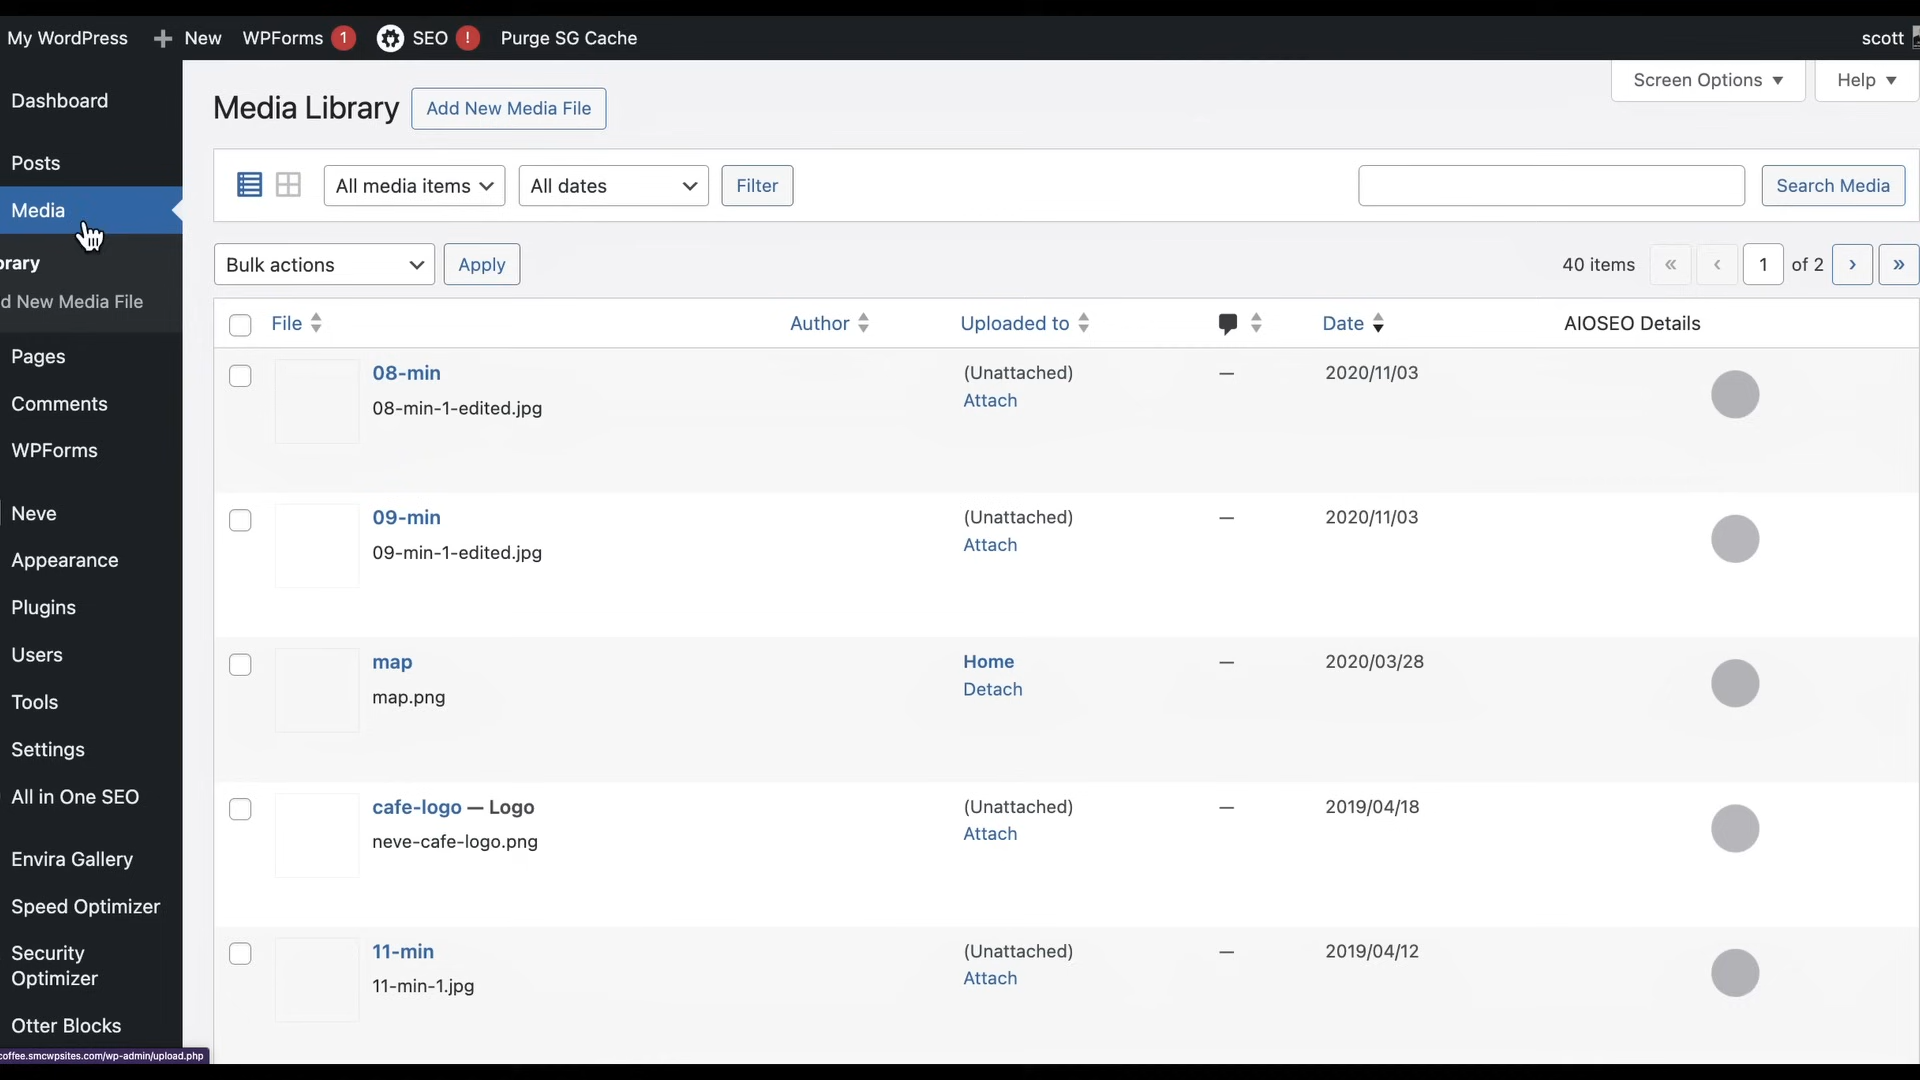 My WordPress New WPForms 1 SEO ! Purge SG Cache scott
Screen Options Help
Dashboard
Posts
Media
brary
d New Media File
Pages
Comments
WPForms
Neve
Appearance
Plugins
Users
Tools
Settings
All in One SEO
Envira Gallery
Speed Optimizer
Security
Optimizer
Otter Blocks
coffee.smcwpsites.com/wp-admin/upload.php
Media Library Add New Media File
All media items All dates Filter Search Media
Bulk actions Apply 40 items « ‹ 1 of 2 › »
File Author Uploaded to Date AIOSEO Details
08-min (Unattached) — 2020/11/03
Attach
08-min-1-edited.jpg
09-min (Unattached) — 2020/11/03
Attach
09-min-1-edited.jpg
map Home — 2020/03/28
Detach
map.png
cafe-logo — Logo (Unattached) — 2019/04/18
Attach
neve-cafe-logo.png
11-min (Unattached) — 2019/04/12
Attach
11-min-1.jpg